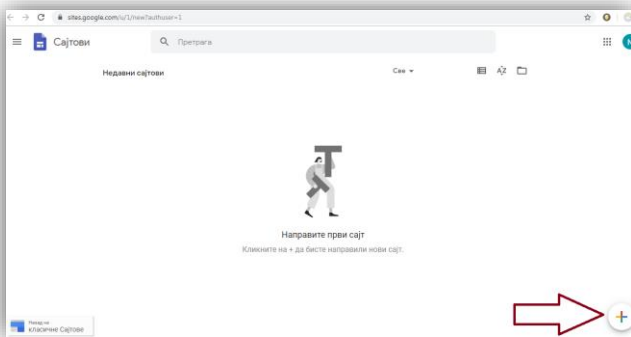 sites.google.com/u/1/new?authuser=1
Сајтови
Претрага
Недавни сајтови
Све
AZ
Направите први сајт
Кликните на + да бисте направили нови сајт.
Назад на
класичне Сајтове